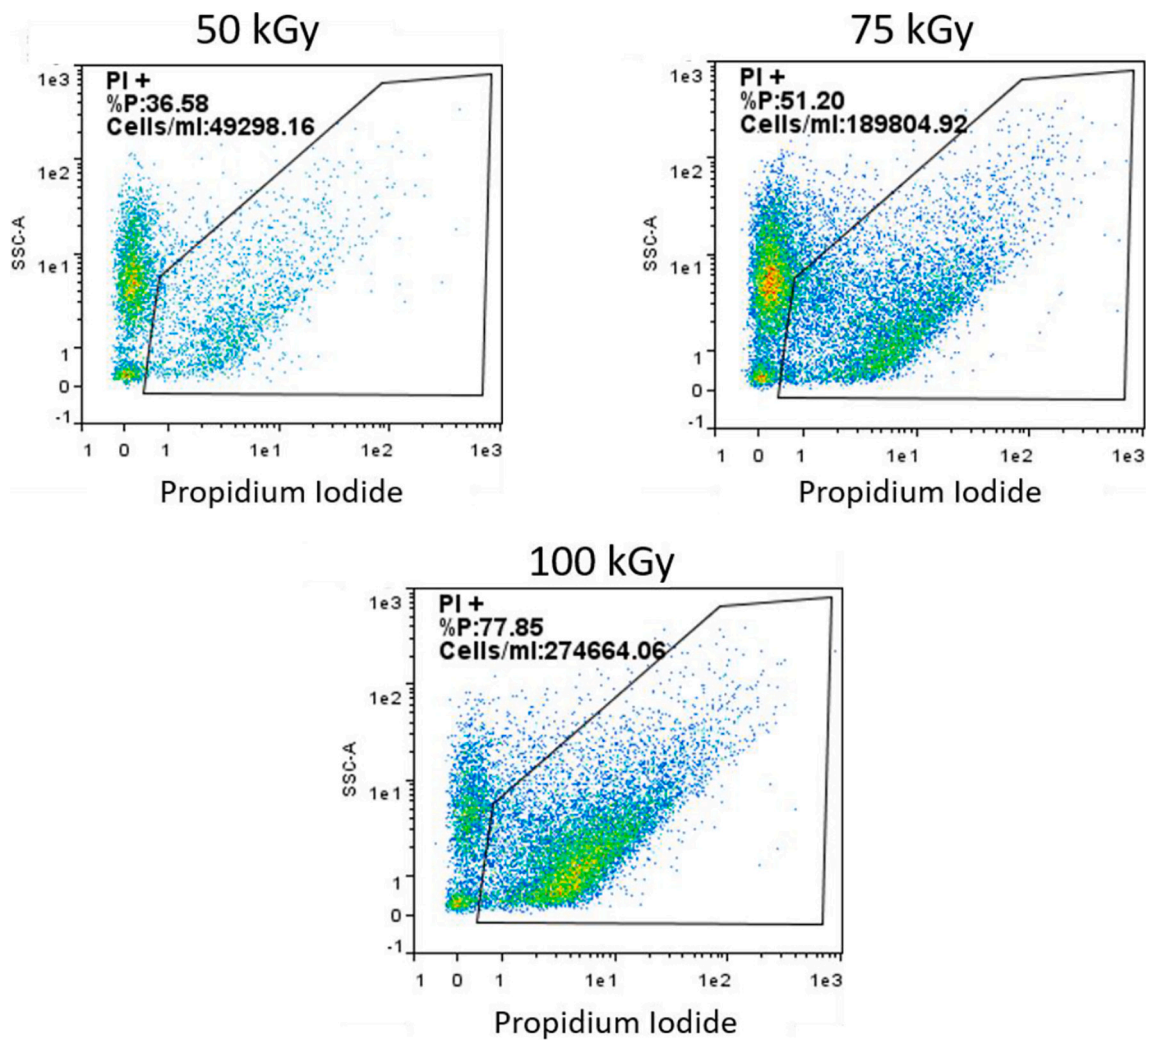 50 kGy
PI +
%P:36.58
Cells/ml:49298.16
1e3
1e2
1e1
1
0
-1
SSC-A
1 0 1 1e1 1e2 1e3
Propidium Iodide
75 kGy
PI +
%P:51.20
Cells/ml:189804.92
1e3
1e2
1e1
1
0
-1
SSC-A
1 0 1 1e1 1e2 1e3
Propidium Iodide
100 kGy
PI +
%P:77.85
Cells/ml:274664.06
1e3
1e2
1e1
1
0
-1
SSC-A
1 0 1 1e1 1e2 1e3
Propidium Iodide